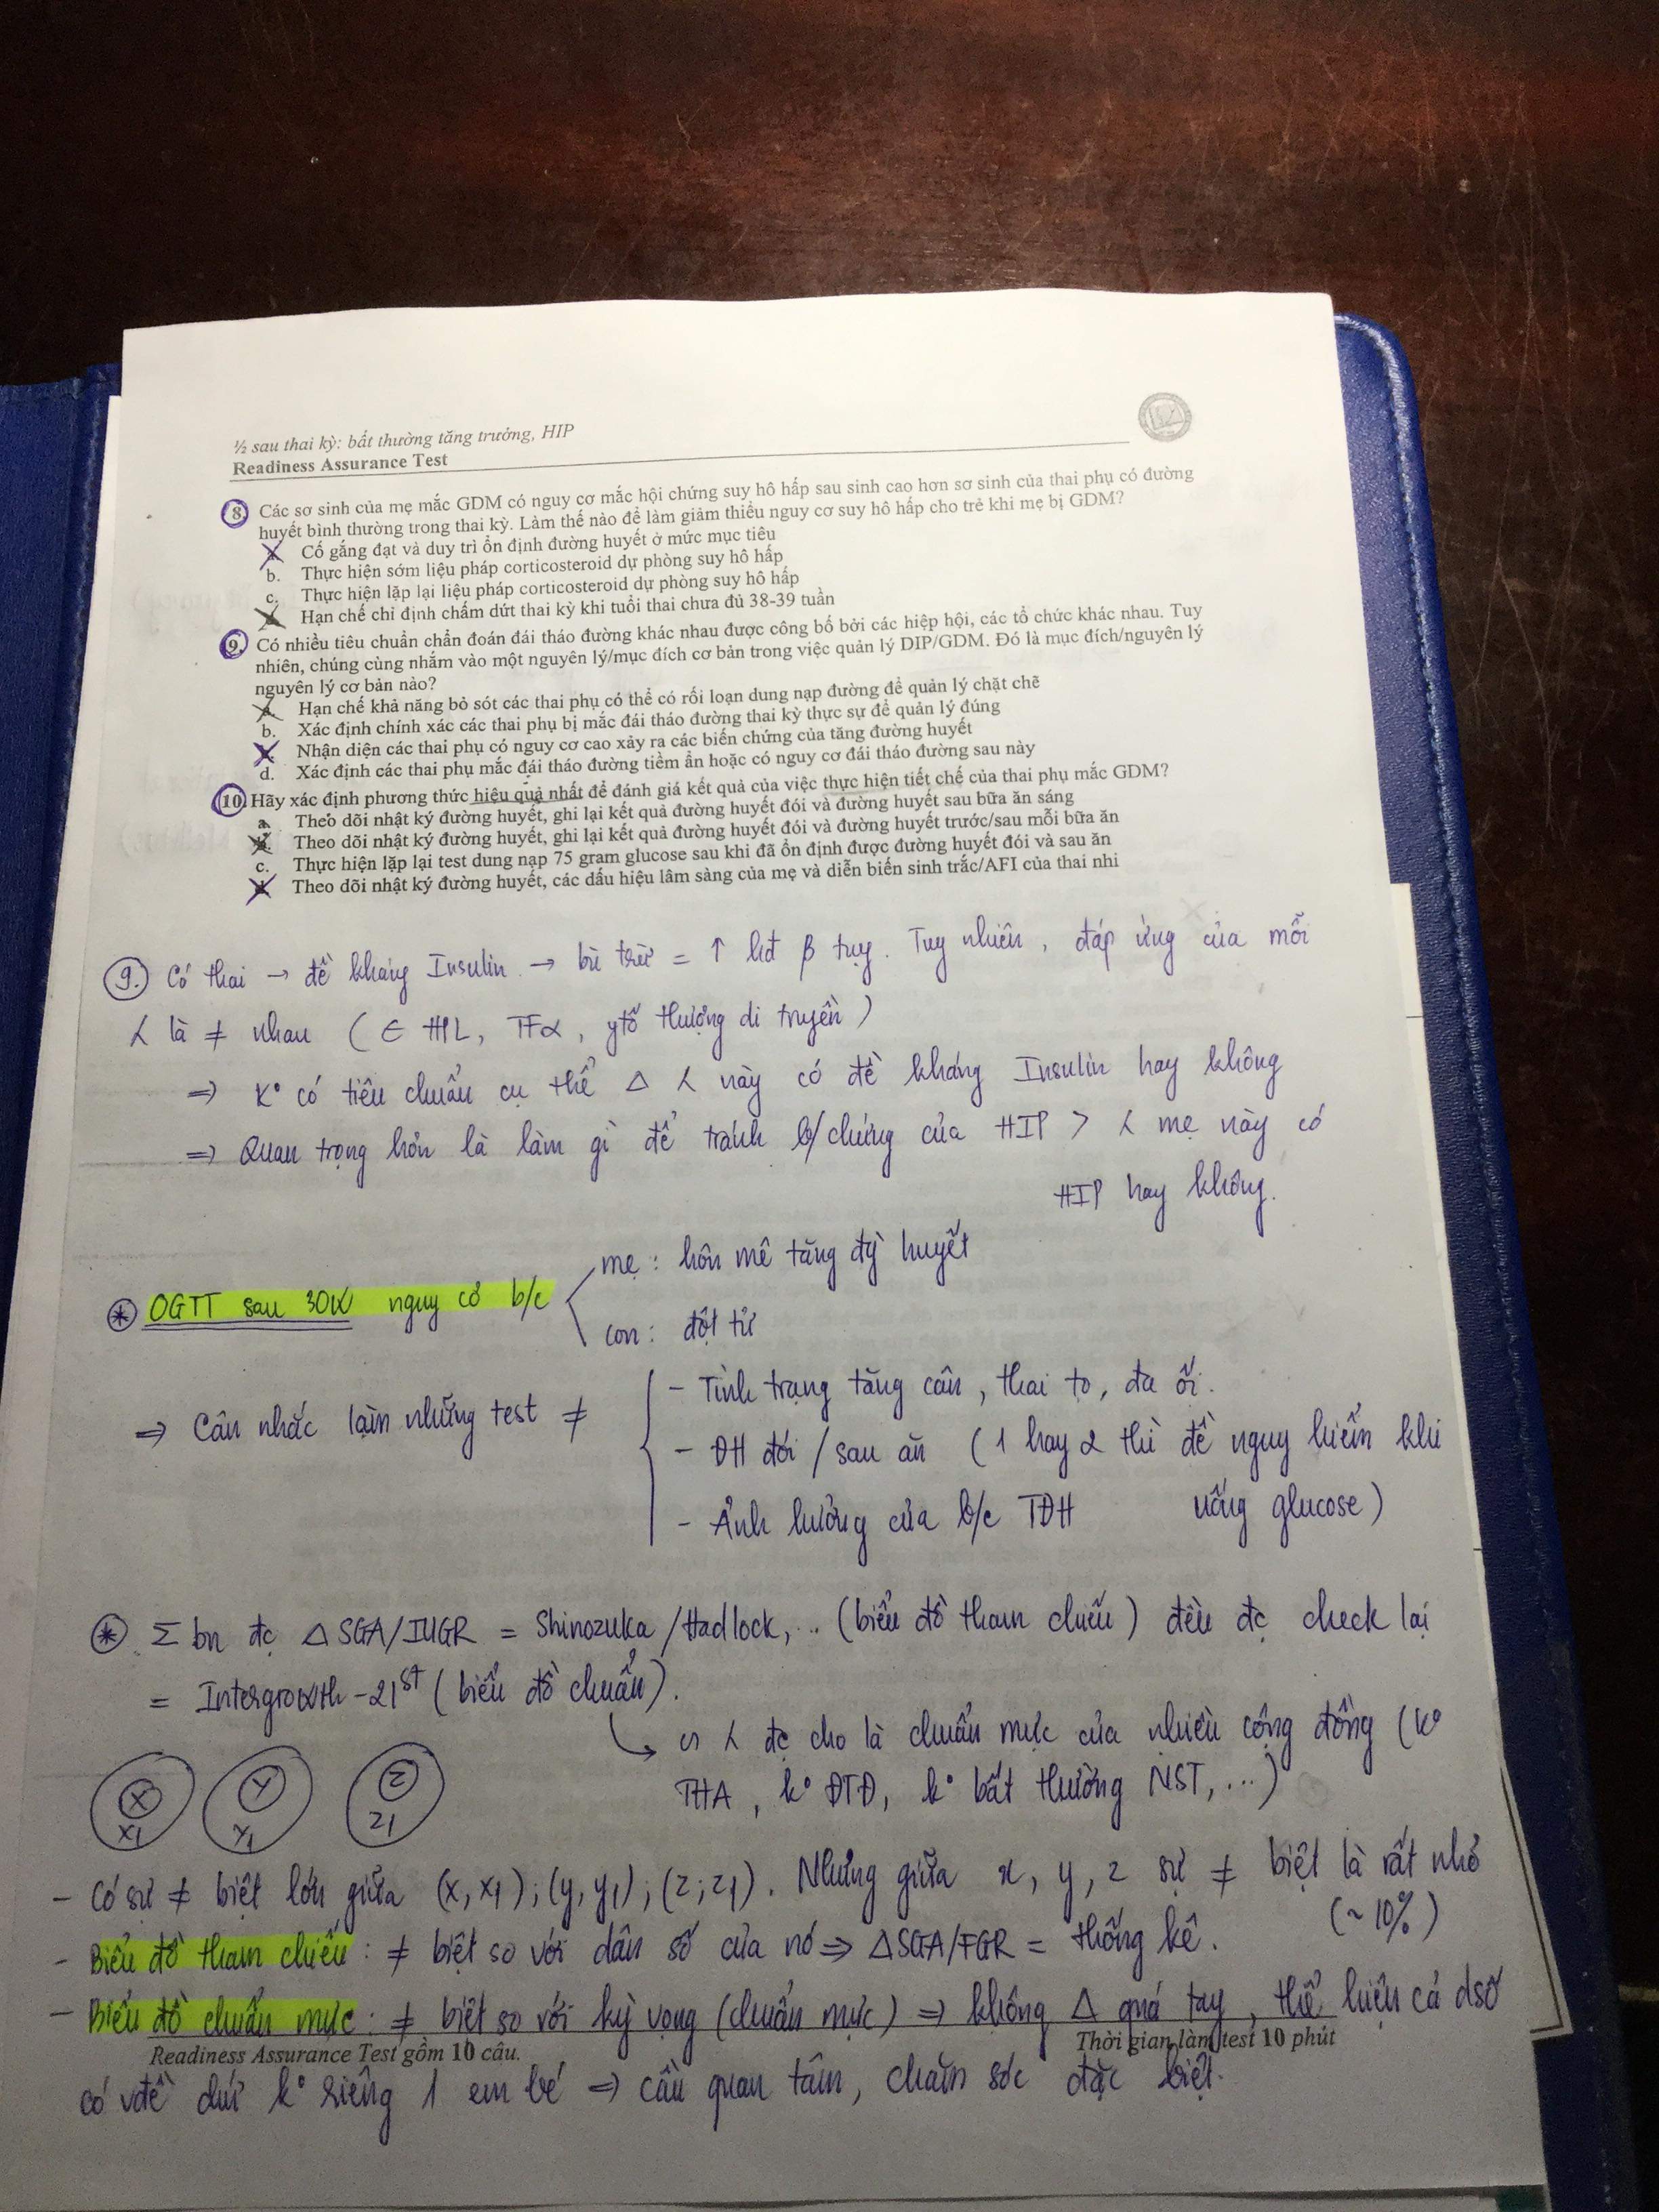 ½ sau thai kỳ: bất thường tăng trưởng, HIP
Readiness Assurance Test
8. Các sơ sinh của mẹ mắc GDM có nguy cơ mắc hội chứng suy hô hấp sau sinh cao hơn sơ sinh của thai phụ có đường
huyết bình thường trong thai kỳ. Làm thế nào để làm giảm thiểu nguy cơ suy hô hấp cho trẻ khi mẹ bị GDM?
Cố gắng đạt và duy trì ổn định đường huyết ở mức mục tiêu
b. Thực hiện sớm liệu pháp corticosteroid dự phòng suy hô hấp
c. Thực hiện lặp lại liệu pháp corticosteroid dự phòng suy hô hấp
Hạn chế chỉ định chấm dứt thai kỳ khi tuổi thai chưa đủ 38-39 tuần
9. Có nhiều tiêu chuẩn chẩn đoán đái tháo đường khác nhau được công bố bởi các hiệp hội, các tổ chức khác nhau. Tuy
nhiên, chúng cùng nhắm vào một nguyên lý/mục đích cơ bản trong việc quản lý DIP/GDM. Đó là mục đích/nguyên lý
nguyên lý cơ bản nào?
a. Hạn chế khả năng bỏ sót các thai phụ có thể có rối loạn dung nạp đường để quản lý chặt chẽ
b. Xác định chính xác các thai phụ bị mắc đái tháo đường thai kỳ thực sự để quản lý đúng
Nhận diện các thai phụ có nguy cơ cao xảy ra các biến chứng của tăng đường huyết
d. Xác định các thai phụ mắc đái tháo đường tiềm ẩn hoặc có nguy cơ đái tháo đường sau này
10. Hãy xác định phương thức hiệu quả nhất để đánh giá kết quả của việc thực hiện tiết chế của thai phụ mắc GDM?
a. Theo dõi nhật ký đường huyết, ghi lại kết quả đường huyết đói và đường huyết sau bữa ăn sáng
b. Theo dõi nhật ký đường huyết, ghi lại kết quả đường huyết đói và đường huyết trước/sau mỗi bữa ăn
c. Thực hiện lặp lại test dung nạp 75 gram glucose sau khi đã ổn định được đường huyết đói và sau ăn
d. Theo dõi nhật ký đường huyết, các dấu hiệu lâm sàng của mẹ và diễn biến sinh trắc/AFI của thai nhi
9. Có thai → đề kháng Insulin → bù trừ = ↑ hđ β tụy. Tuy nhiên, đáp ứng của mỗi
là ≠ nhau (∈ HPL, TFα, ytố thượng di truyền)
⇒ K° có tiêu chuẩn cụ thể Δ này có đề kháng Insulin hay không
⇒ Quan trọng hơn là làm gì để tránh b/chứng của HIP > mẹ này có
HIP hay không.
* OGTT sau 30W nguy cơ b/c
mẹ: hôn mê tăng đg` huyết
con: đột tử
⇒ Cân nhắc làm những test ≠
- Tình trạng tăng cân, thai to, đa ối.
- ĐH đói / sau ăn (1 hay 2 thì đề nguy hiểm khi
uống glucose)
- Ảnh hưởng của b/c TĐH
* Σ bn đc Δ SGA/IUGR = Shinozuka/Hadlock,.. (biểu đồ tham chiếu) đều đc check lại
= Intergrowth-21st (biểu đồ chuẩn).
đc cho là chuẩn mực của nhiều cộng đồng (k°
THA, k° ĐTĐ, k° bất thường NST, ...)
X X1 Y Y1 Z Z1
- Có sự ≠ biệt lớn giữa (x, x1); (y, y1); (z; z1). Nhưng giữa x, y, z sự ≠ biệt là rất nhỏ
(~ 10%)
- Biểu đồ tham chiếu: ≠ biệt so với dân số của nó ⇒ Δ SGA/FGR = thống kê.
- Biểu đồ chuẩn mực: ≠ biệt so với kỳ vọng (chuẩn mực) ⇒ không Δ quá tay, thể hiện cả dsố
Readiness Assurance Test gồm 10 câu. Thời gian làm test 10 phút
có vđề chứ k° riêng 1 em bé ⇒ cần quan tâm, chăm sóc đặc biệt.